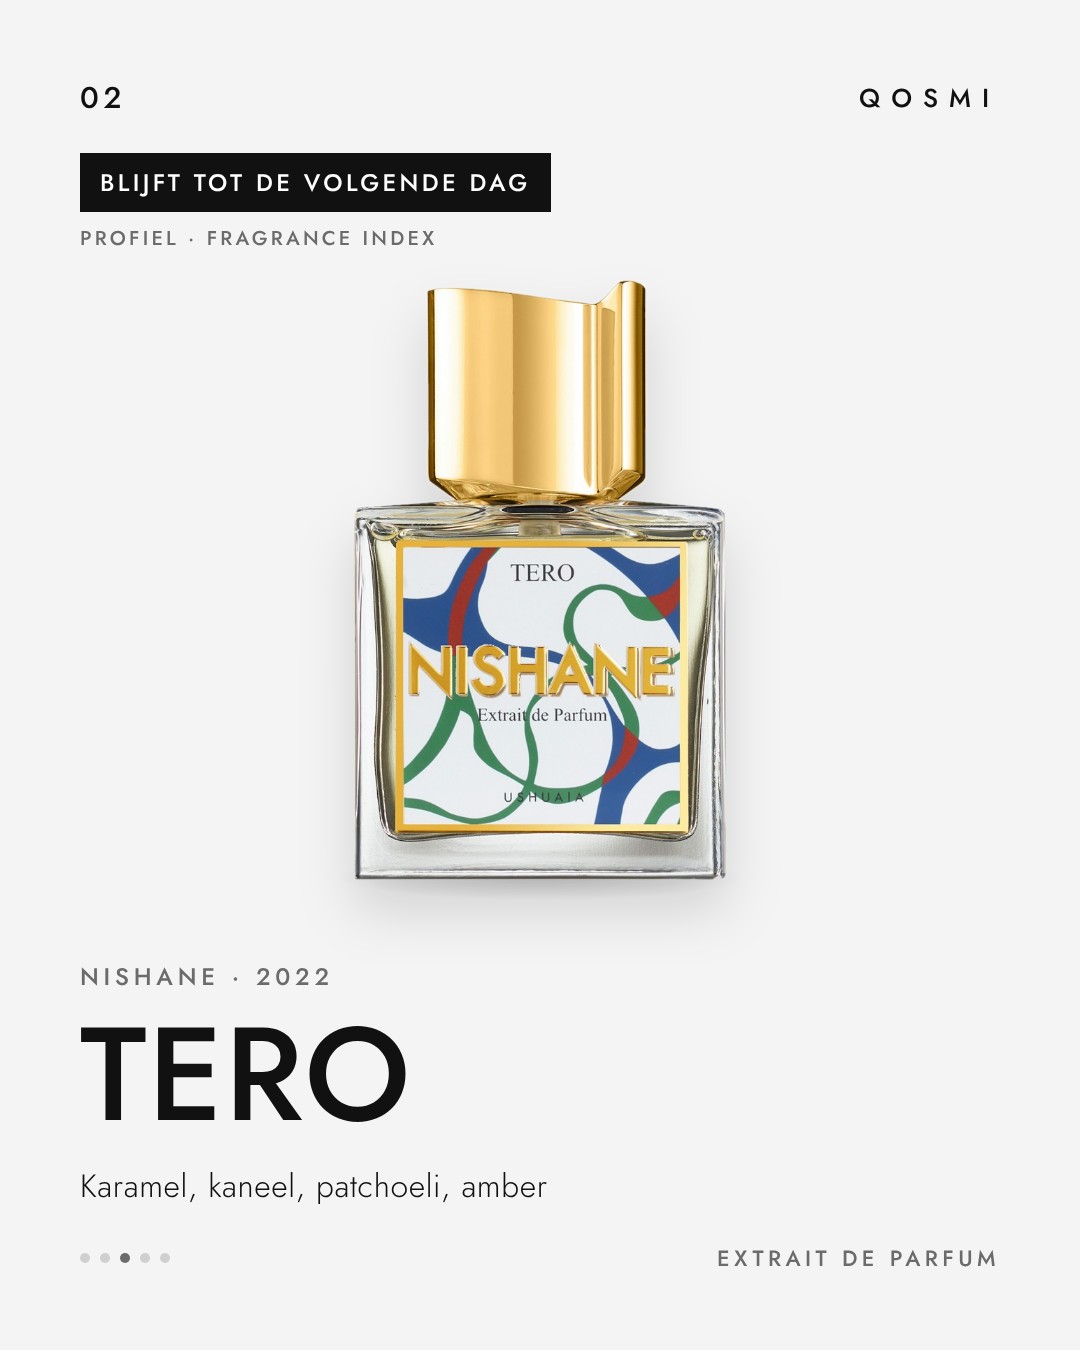 02
QOSMI
BLIJFT TOT DE VOLGENDE DAG
PROFIEL · FRAGRANCE INDEX
TERO
NISHANE
Extrait de Parfum
USHUAIA
NISHANE · 2022
TERO
Karamel, kaneel, patchoeli, amber
EXTRAIT DE PARFUM